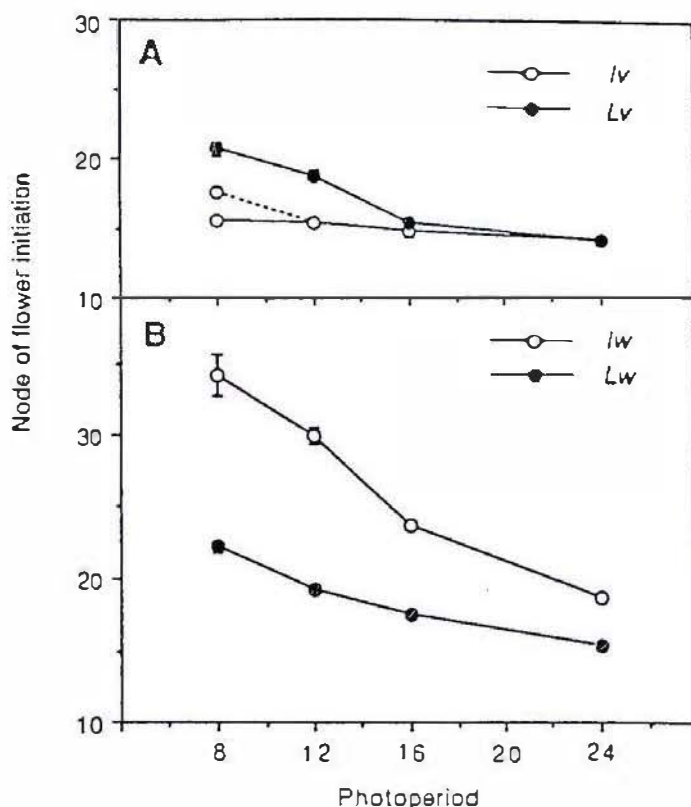 30
A
lv
Lv
20
10
B
lw
Lw
30
20
10
8 12 16 20 24
Node of flower initiation
Photoperiod